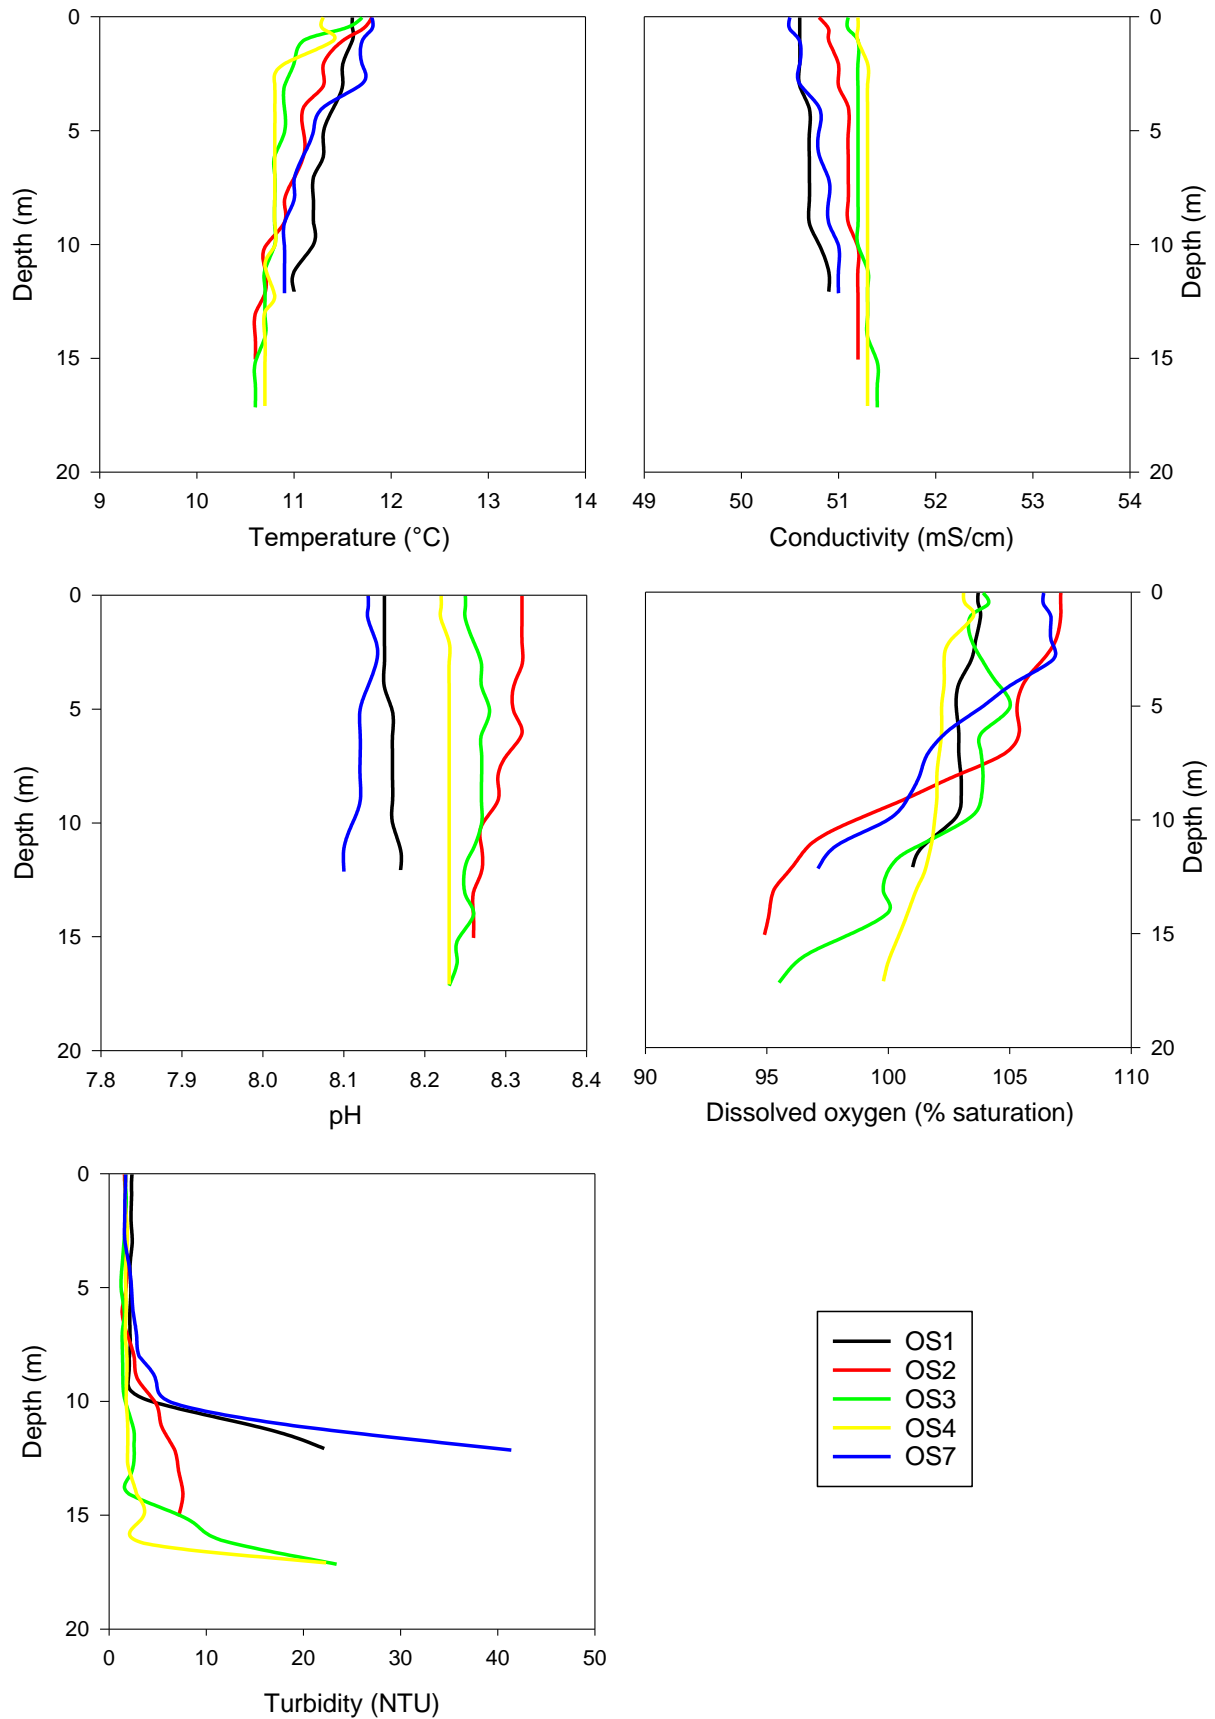 0
5
10
15
20
Depth (m)
9 10 11 12 13 14
Temperature (°C)
0
5
10
15
20
Depth (m)
49 50 51 52 53 54
Conductivity (mS/cm)
0
5
10
15
20
Depth (m)
7.8 7.9 8.0 8.1 8.2 8.3 8.4
pH
0
5
10
15
20
Depth (m)
90 95 100 105 110
Dissolved oxygen (% saturation)
0
5
10
15
20
Depth (m)
0 10 20 30 40 50
Turbidity (NTU)
OS1
OS2
OS3
OS4
OS7